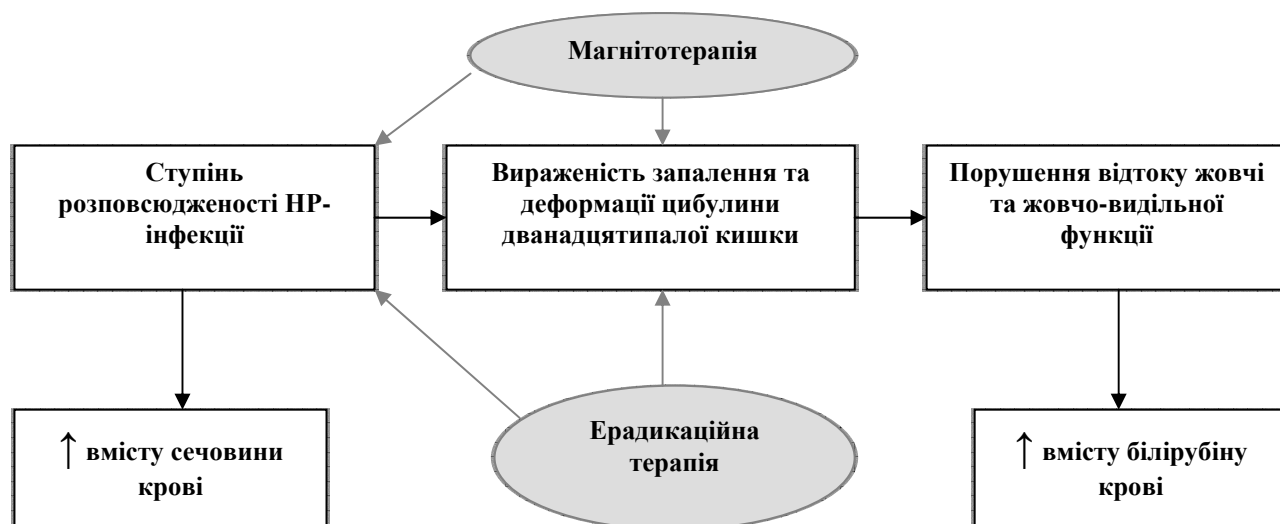 Магнітотерапія
Ступінь
розповсюдженості НР-
інфекції
Вираженість запалення та
деформації цибулини
дванадцятипалої кишки
Порушення відтоку жовчі
та жовчо-видільної
функції
↑ вмісту сечовини
крові
Ерадикаційна
терапія
↑ вмісту білірубіну
крові